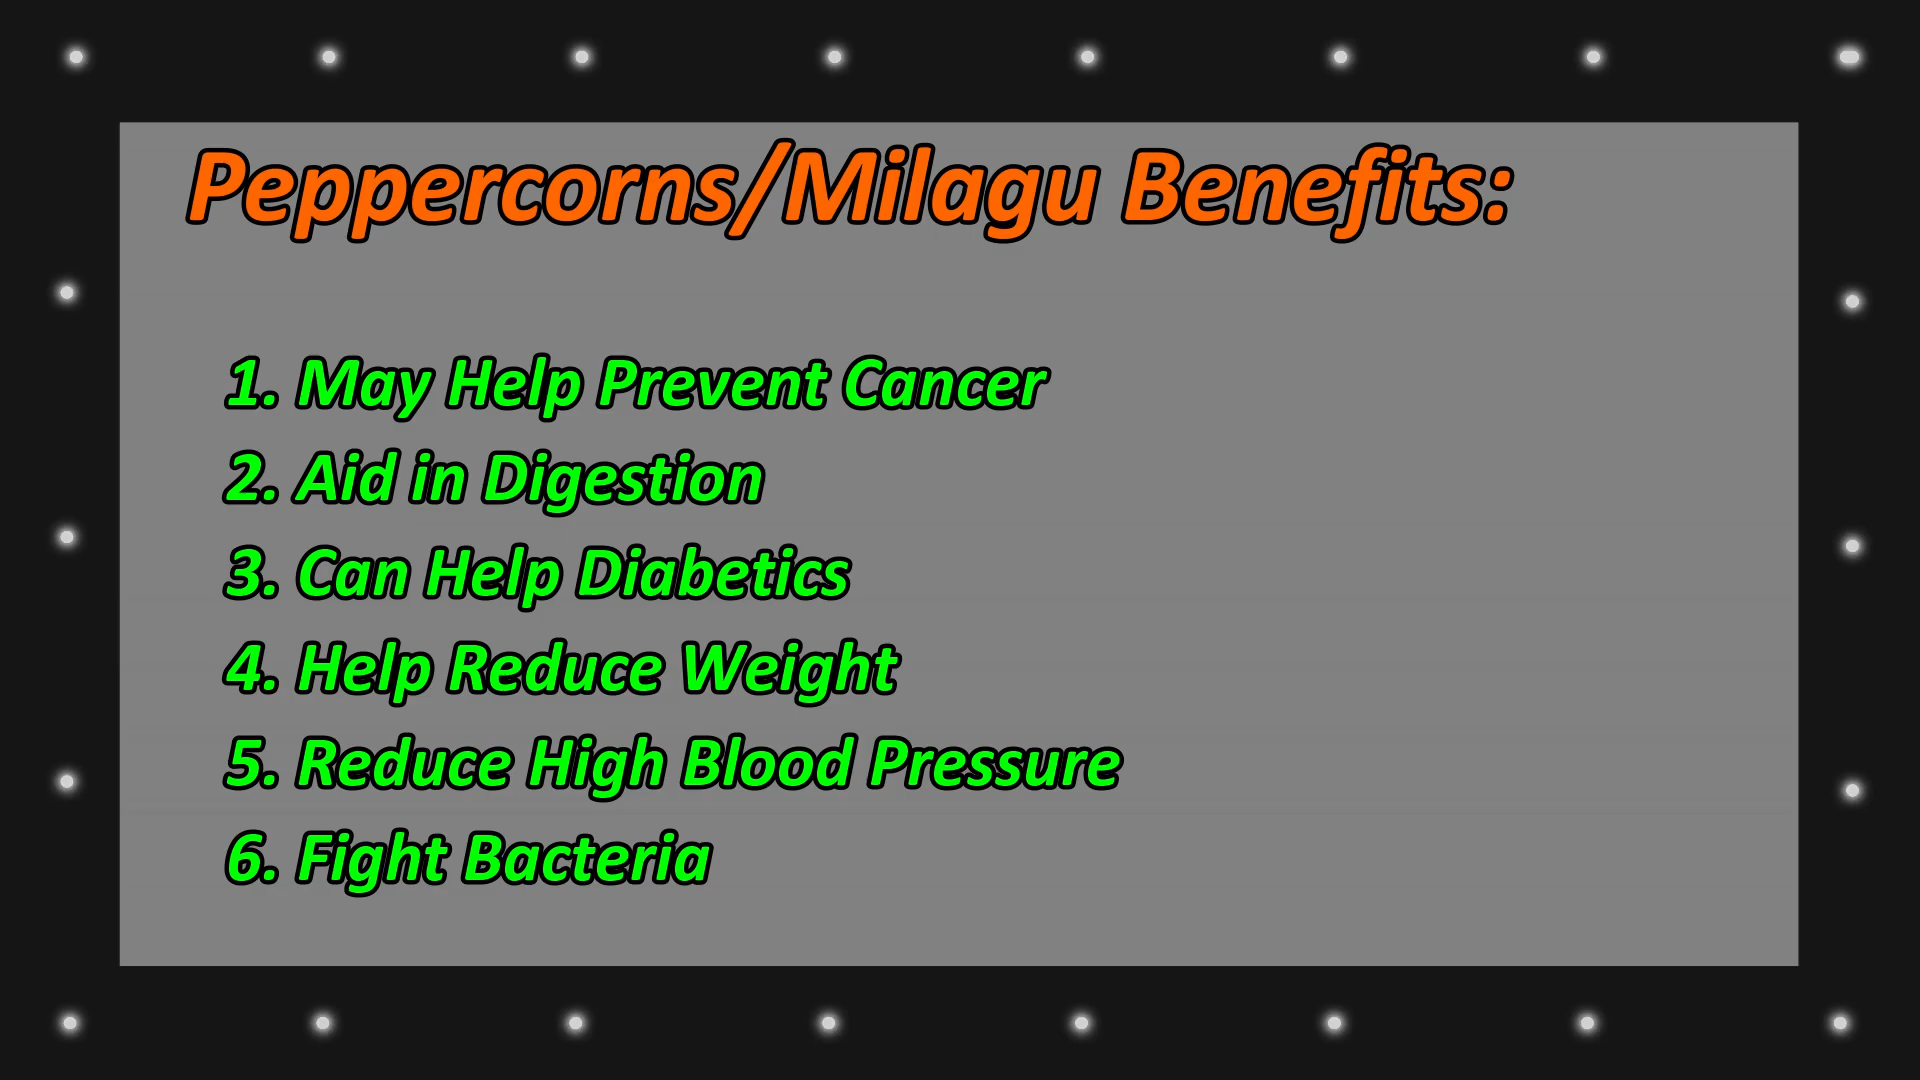 Peppercorns/Milagu Benefits:
1. May Help Prevent Cancer
2. Aid in Digestion
3. Can Help Diabetics
4. Help Reduce Weight
5. Reduce High Blood Pressure
6. Fight Bacteria